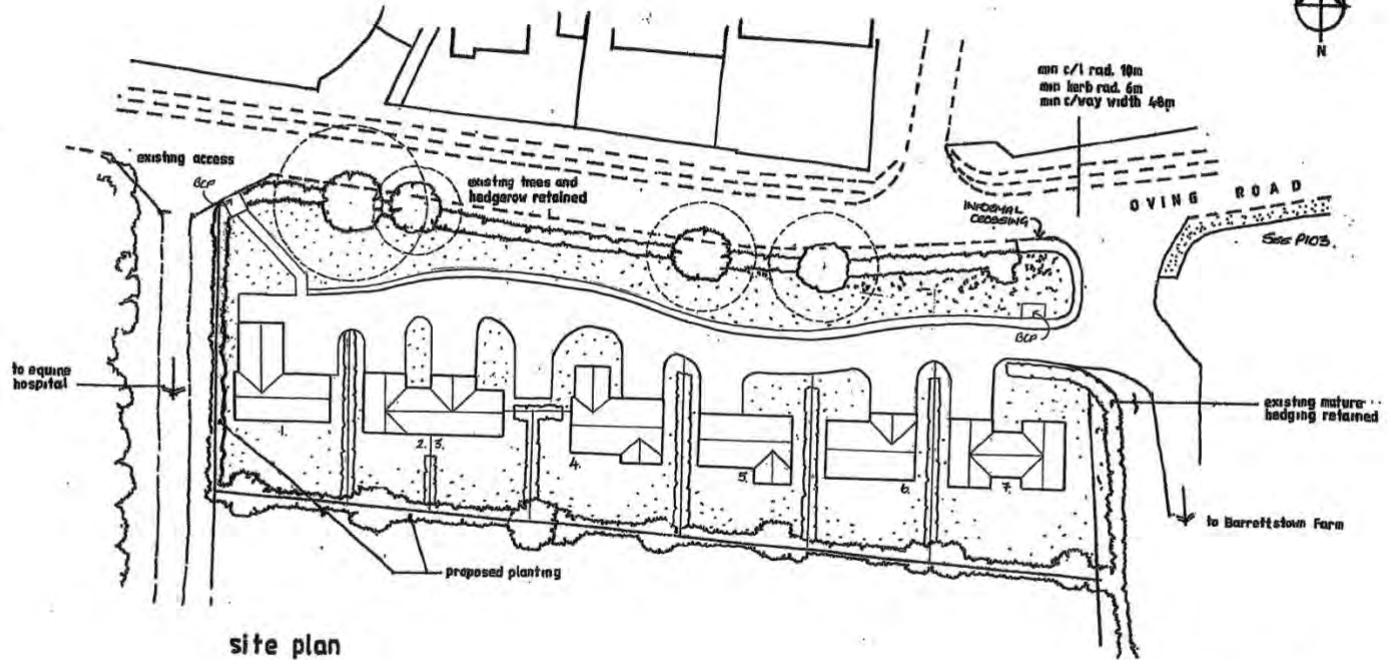 N
min c/l rad. 10m
min kerb rad. 6m
min c/way width 48m
existing access
BCP
existing trees and
hedgerow retained
INFORMAL
CROSSING
OVING ROAD
See P103.
BCP
to equine
hospital
existing mature
hedging retained
1.
2.
3.
4.
5.
6.
7.
to Barrettstown Farm
proposed planting
site plan